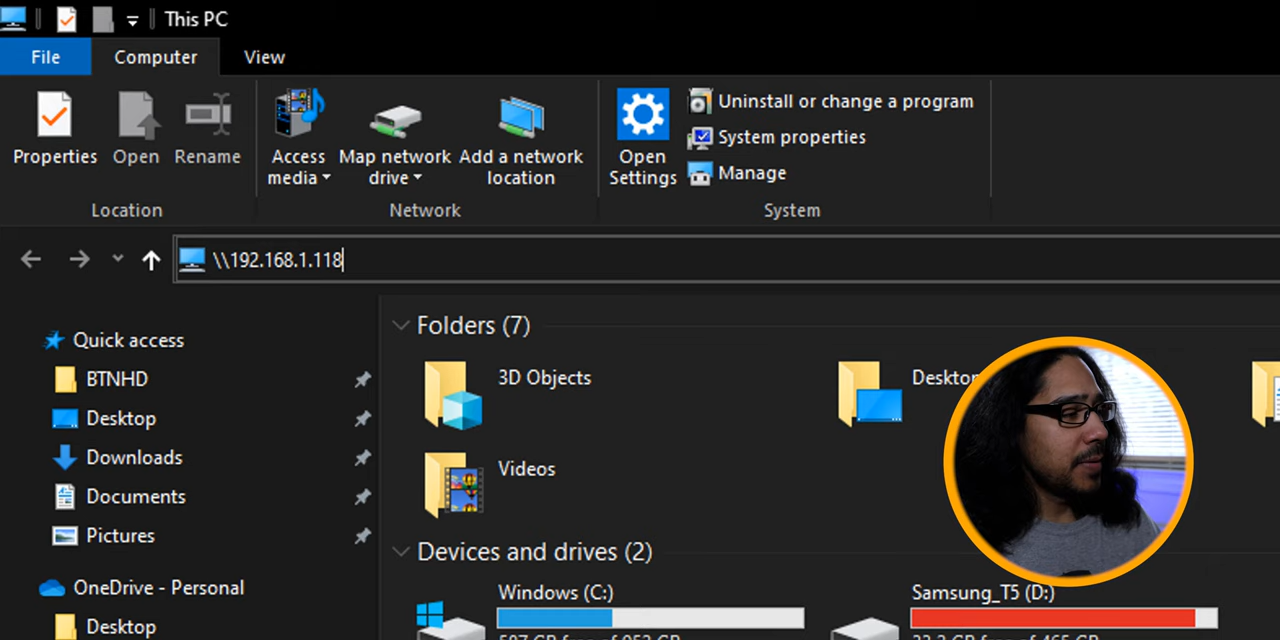 This PC
File
Computer
View
Properties
Open
Rename
Access media
Map network drive
Add a network location
Open Settings
Uninstall or change a program
System properties
Manage
Location
Network
System
\\192.168.1.118
Quick access
BTNHD
Desktop
Downloads
Documents
Pictures
OneDrive - Personal
Desktop
Folders (7)
3D Objects
Desktop
Videos
Devices and drives (2)
Windows (C:)
Samsung_T5 (D:)